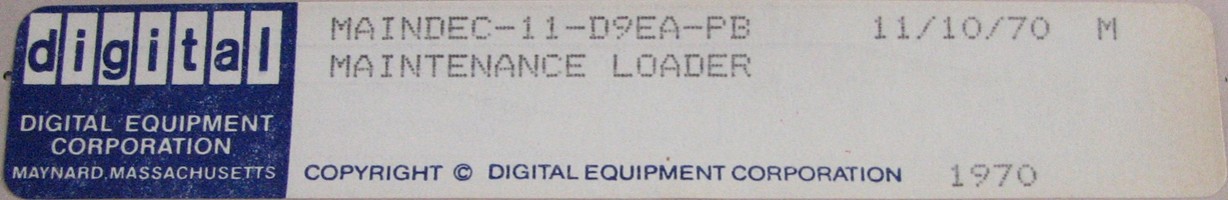 digital
DIGITAL EQUIPMENT
CORPORATION
MAYNARD, MASSACHUSETTS
MAINDEC-11-D9EA-PB 11/10/70 M
MAINTENANCE LOADER
COPYRIGHT © DIGITAL EQUIPMENT CORPORATION 1970